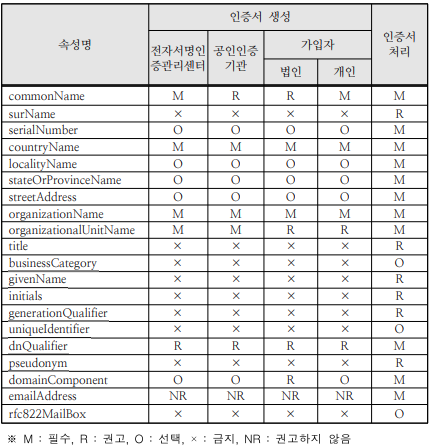 속성명 인증서 생성 인증서 처리
전자서명인증관리센터 공인인증기관 가입자
법인 개인
commonName M R R M M
surName × × × × R
serialNumber O O O O M
countryName M M M M M
localityName O O O O M
stateOrProvinceName O O O O M
streetAddress O O O O M
organizationName M M M M M
organizationalUnitName M M R R M
title × × × × R
businessCategory × × × × O
givenName × × × × R
initials × × × × R
generationQualifier × × × × R
uniqueIdentifier × × × × O
dnQualifier R R R R M
pseudonym × × × × R
domainComponent O O R O M
emailAddress NR NR NR NR M
rfc822MailBox × × × × O
※ M : 필수, R : 권고, O : 선택, × : 금지, NR : 권고하지 않음